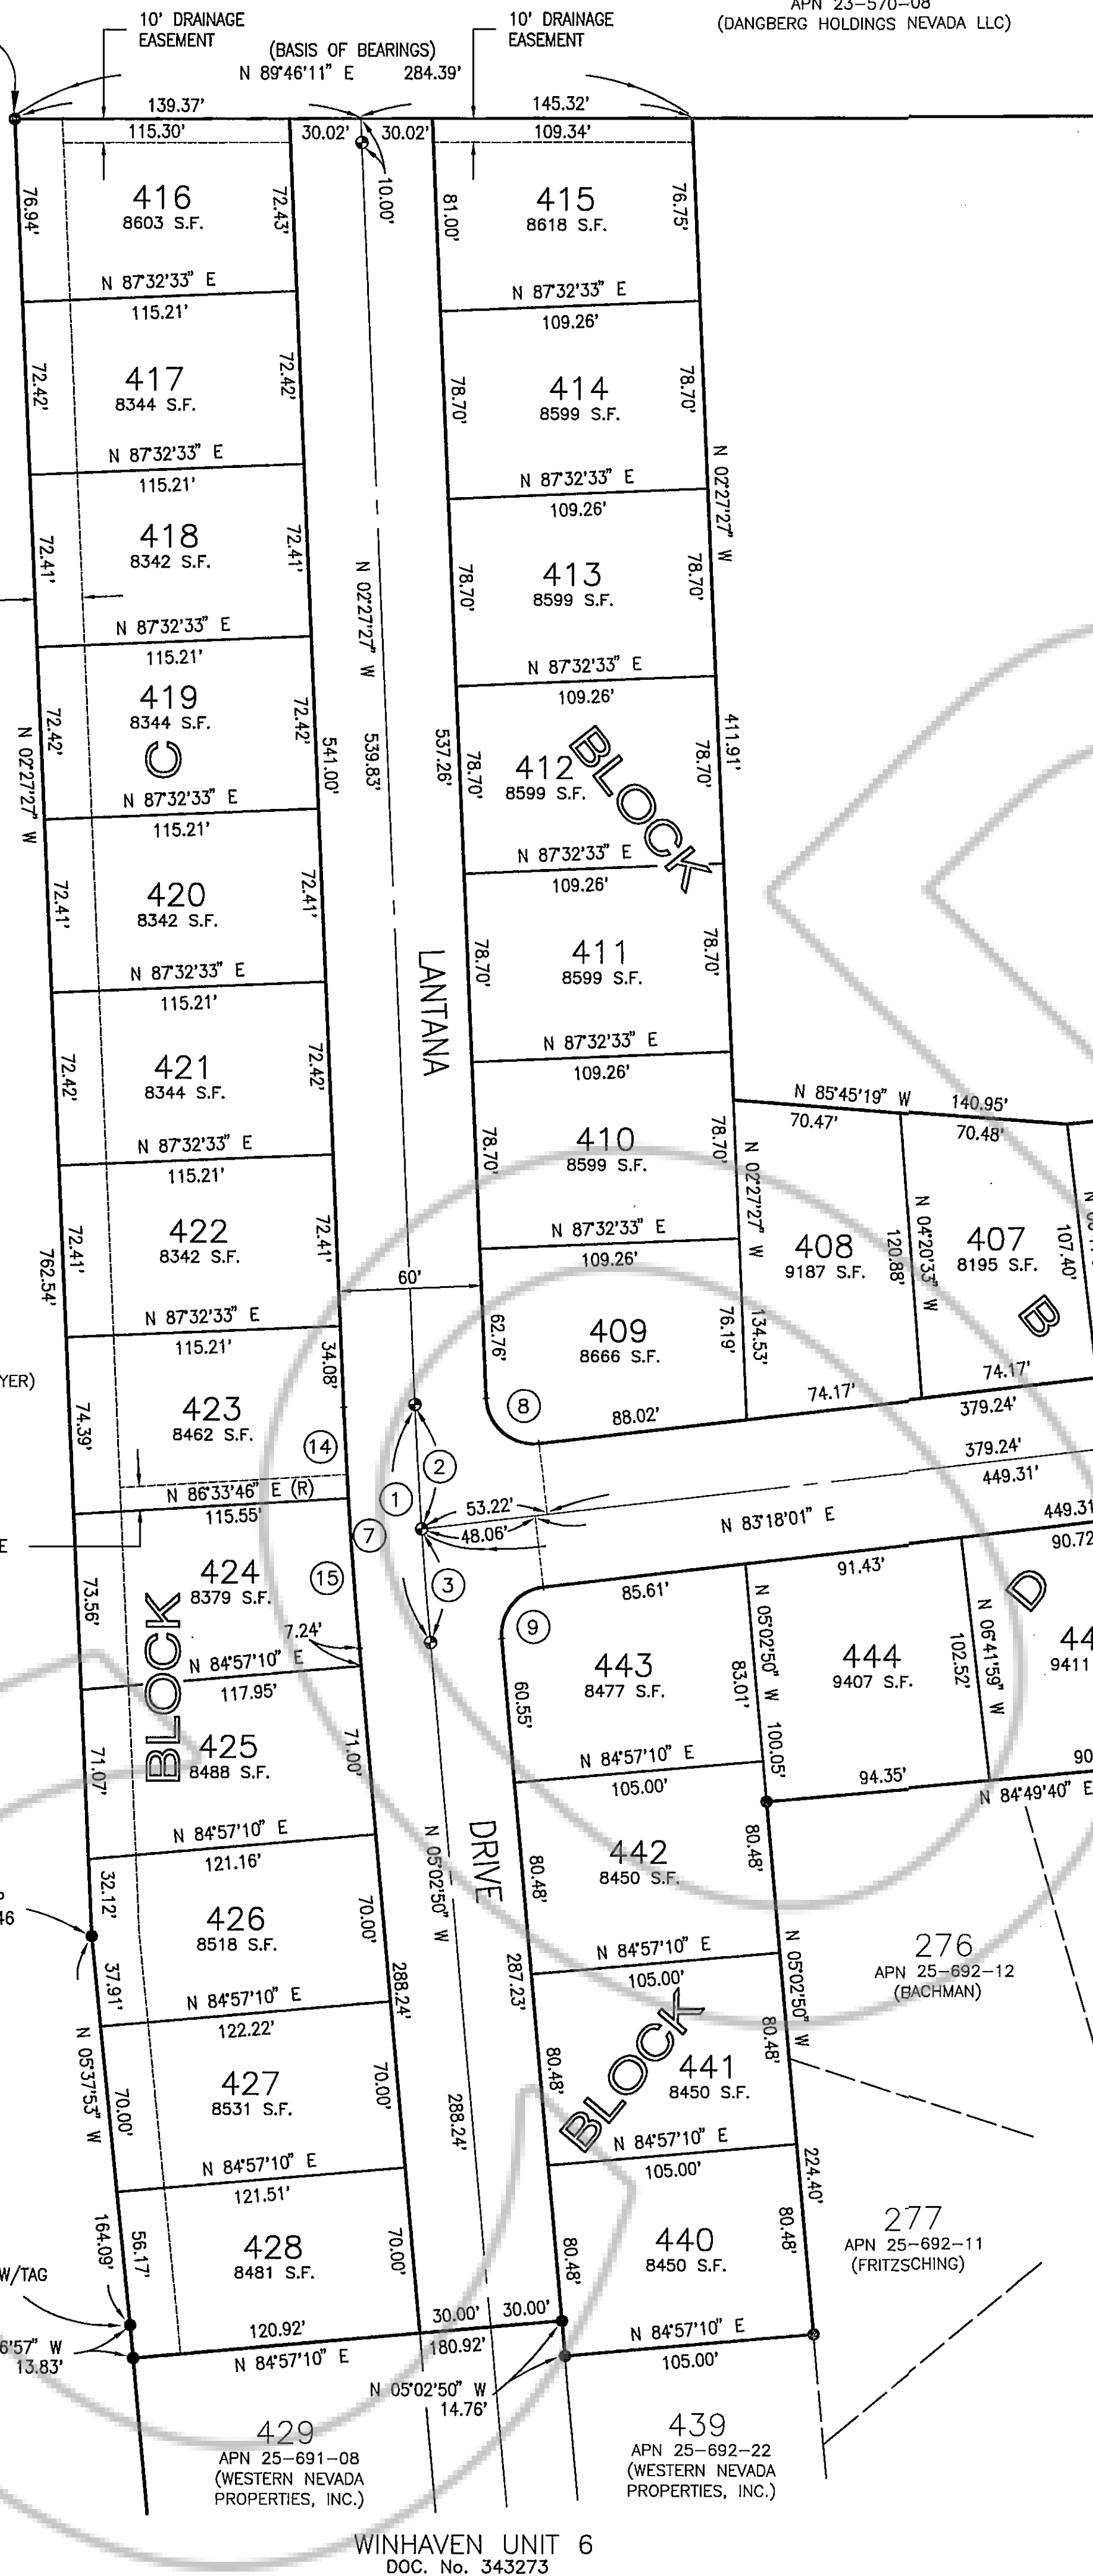 APN 23-570-08
(DANGBERG HOLDINGS NEVADA LLC)
10' DRAINAGE
EASEMENT
10' DRAINAGE
EASEMENT
(BASIS OF BEARINGS)
N 89°46'11" E 284.39'
139.37' 145.32'
115.30' 30.02' 30.02' 109.34'
10.00'
76.94'
416
8603 S.F.
72.43'
81.00'
415
8618 S.F.
76.75'
N 87°32'33" E
115.21'
N 87°32'33" E
109.26'
72.42'
417
8344 S.F.
72.42'
78.70'
414
8599 S.F.
78.70'
N 02°27'27" W
N 87°32'33" E
115.21'
N 87°32'33" E
109.26'
72.41'
418
8342 S.F.
72.41'
N 02°27'27" W
78.70'
413
8599 S.F.
78.70'
N 87°32'33" E
115.21'
N 87°32'33" E
109.26'
N 02°27'27" W
72.42'
419
8344 S.F.
C
72.42'
541.00'
539.83'
537.26'
78.70'
412
8599 S.F.
BLOCK
78.70'
411.91'
N 87°32'33" E
115.21'
N 87°32'33" E
109.26'
72.41'
420
8342 S.F.
72.41'
LANTANA
78.70'
411
8599 S.F.
78.70'
N 87°32'33" E
115.21'
N 87°32'33" E
109.26'
72.42'
421
8344 S.F.
72.42'
78.70'
410
8599 S.F.
78.70'
N 85°45'19" W 140.95'
70.47' 70.48'
N 87°32'33" E
115.21'
N 87°32'33" E
109.26'
N 02°27'27" W
762.54'
72.41'
422
8342 S.F.
72.41'
408
9187 S.F.
120.88'
N 04°20'33" W
407
8195 S.F.
107.40'
B
60'
N 87°32'33" E
115.21'
62.76'
409
8666 S.F.
76.19'
134.53'
YER)
34.08'
74.39'
423
8462 S.F.
14
8
88.02'
74.17'
74.17'
379.24'
379.24'
449.31'
449.31'
N 86°33'46" E (R)
115.55'
1
2
53.22'
48.06'
N 83°18'01" E
E
7
73.56'
424
8379 S.F.
15
3
7.24'
9
85.61'
91.43'
90.72
D
N 84°57'10" E
117.95'
BLOCK
60.55'
443
8477 S.F.
83.01'
N 05°02'50" W 100.05'
444
9407 S.F.
102.52'
N 06°41'59" W
44
9411
71.07'
425
8488 S.F.
71.00'
N 84°57'10" E
105.00'
94.35'
90
N 84°49'40" E
N 84°57'10" E
121.16'
N 05°02'50" W
DRIVE
80.48'
442
8450 S.F.
80.48'
46
32.12'
37.91'
426
8518 S.F.
70.00'
N 84°57'10" E
105.00'
N 05°02'50" W
276
APN 25-692-12
(BACHMAN)
N 84°57'10" E
122.22'
288.24'
287.23'
N 05°37'53" W
70.00'
427
8531 S.F.
70.00'
288.24'
80.48'
BLOCK
441
8450 S.F.
80.48'
N 84°57'10" E
121.51'
N 84°57'10" E
105.00'
224.40'
164.09'
56.17'
428
8481 S.F.
70.00'
80.48'
440
8450 S.F.
80.48'
277
APN 25-692-11
(FRITZSCHING)
W/TAG
6'57" W
13.83'
120.92' 30.00' 30.00'
N 84°57'10" E 180.92'
N 84°57'10" E
105.00'
N 05°02'50" W
14.76'
429
APN 25-691-08
(WESTERN NEVADA
PROPERTIES, INC.)
439
APN 25-692-22
(WESTERN NEVADA
PROPERTIES, INC.)
WINHAVEN UNIT 6
DOC. No. 343273